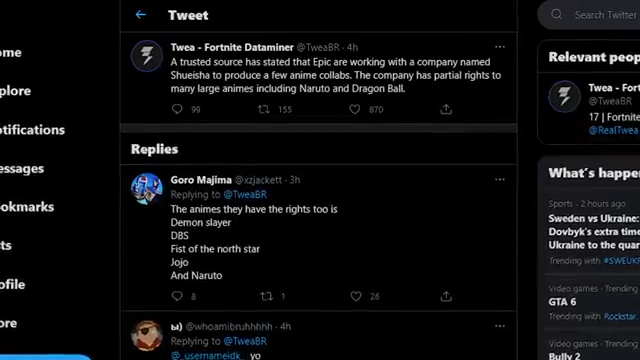 Tweet
Search Twitter
ome
plore
otifications
essages
okmarks
ts
ofile
ore
Twea - Fortnite Dataminer @TweaBR · 4h
A trusted source has stated that Epic are working with a company named
Shueisha to produce a few anime collabs. The company has partial rights to
many large animes including Naruto and Dragon Ball.
99 155 870
Replies
Goro Majima @xzjackett · 3h
Replying to @TweaBR
The animes they have the rights too is
Demon slayer
DBS
Fist of the north star
Jojo
And Naruto
8 1 26
ы) @whoamibruhhhhh · 4h
Replying to @TweaBR
@_usernameidk_ yo
Relevant peop
Twea - Fort
@TweaBR
17 | Fortnite
@RealTwea
What's happen
Sports · 2 hours ago
Sweden vs Ukraine:
Dovbyk's extra time
Ukraine to the quar
Trending with #SWEUKR
Video games · Trending
GTA 6
Trending with Rockstar,
Video games · Trending
Bully 2